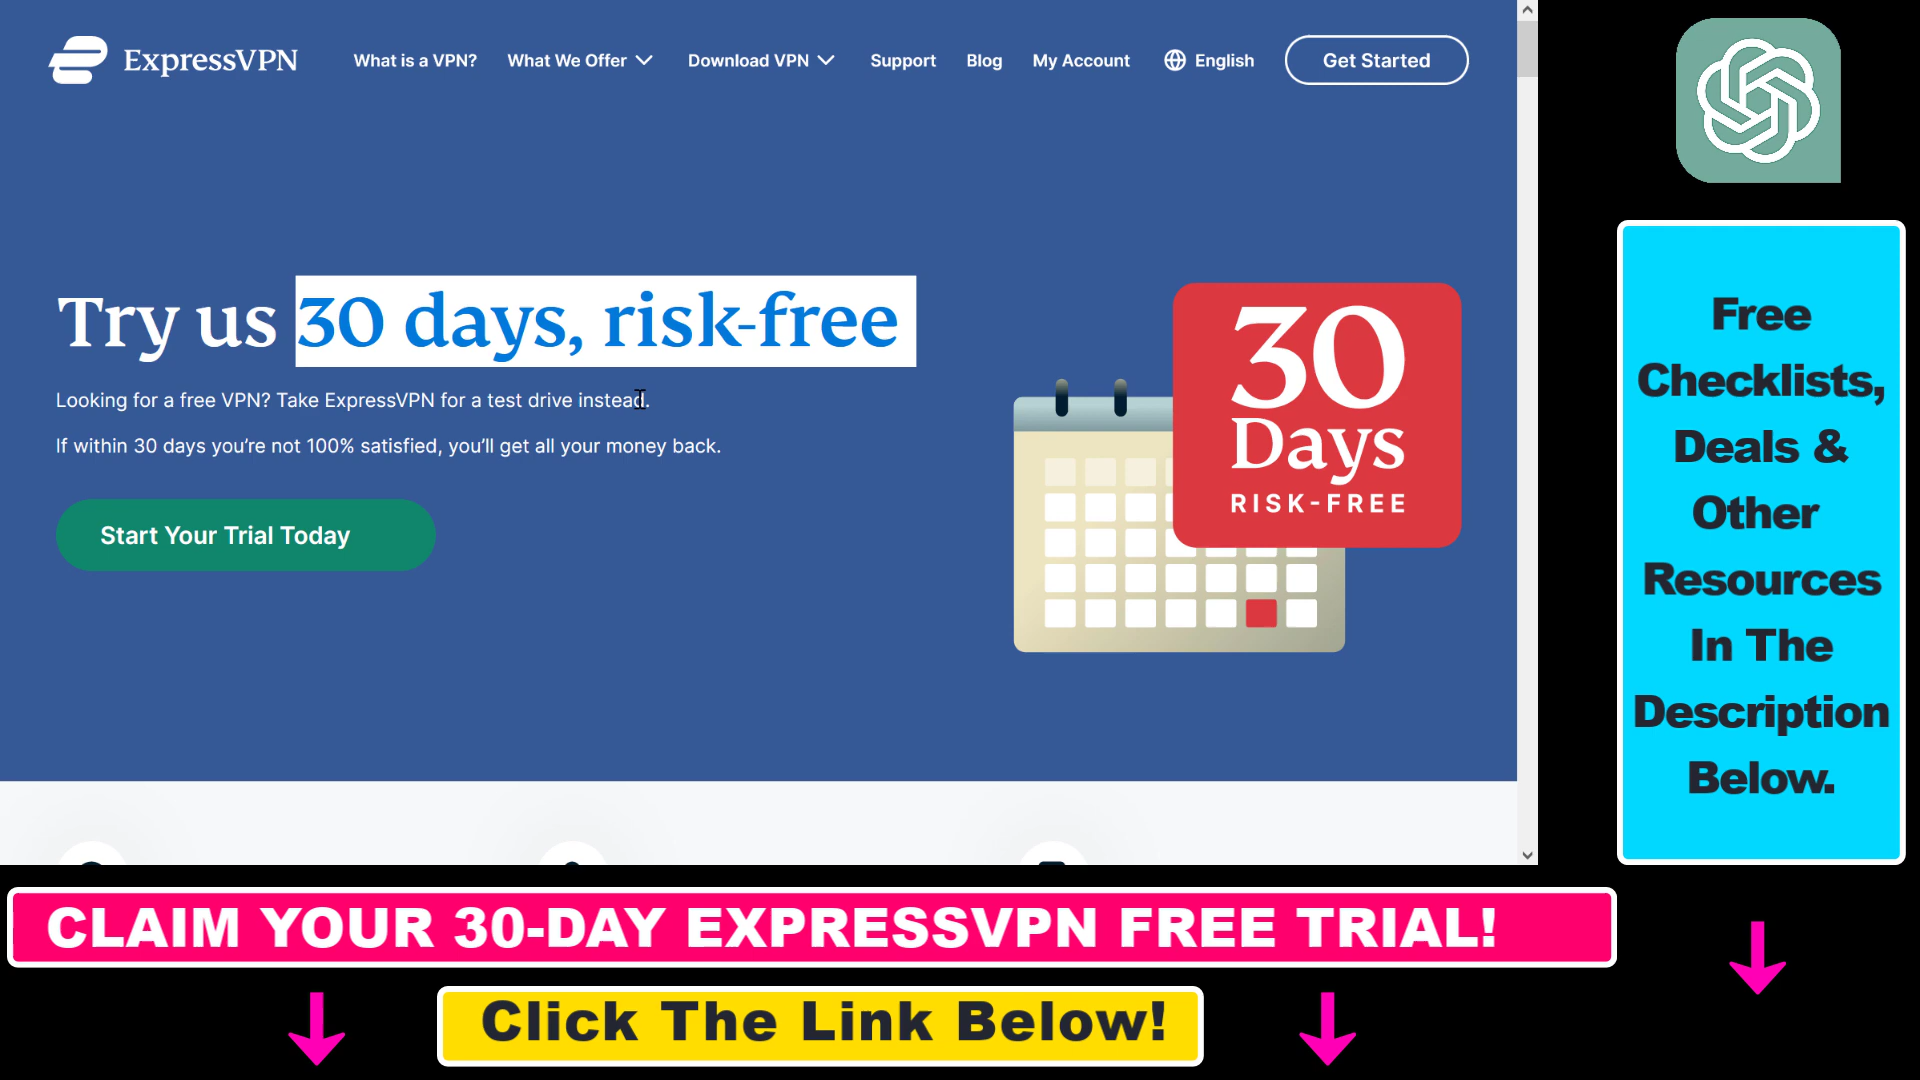 ExpressVPN
What is a VPN? What We Offer Download VPN Support Blog My Account English Get Started
Try us 30 days, risk-free
Looking for a free VPN? Take ExpressVPN for a test drive instead.
If within 30 days you're not 100% satisfied, you'll get all your money back.
Start Your Trial Today
30
Days
RISK-FREE
Free
Checklists,
Deals &
Other
Resources
In The
Description
Below.
CLAIM YOUR 30-DAY EXPRESSVPN FREE TRIAL!
Click The Link Below!